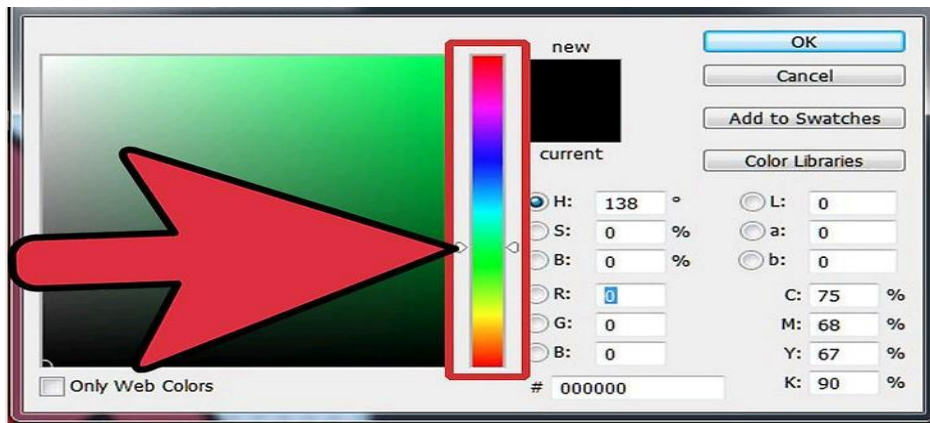 new
current
OK
Cancel
Add to Swatches
Color Libraries
H: 138 °
S: 0 %
B: 0 %
R: 0
G: 0
B: 0
# 000000
L: 0
a: 0
b: 0
C: 75 %
M: 68 %
Y: 67 %
K: 90 %
Only Web Colors